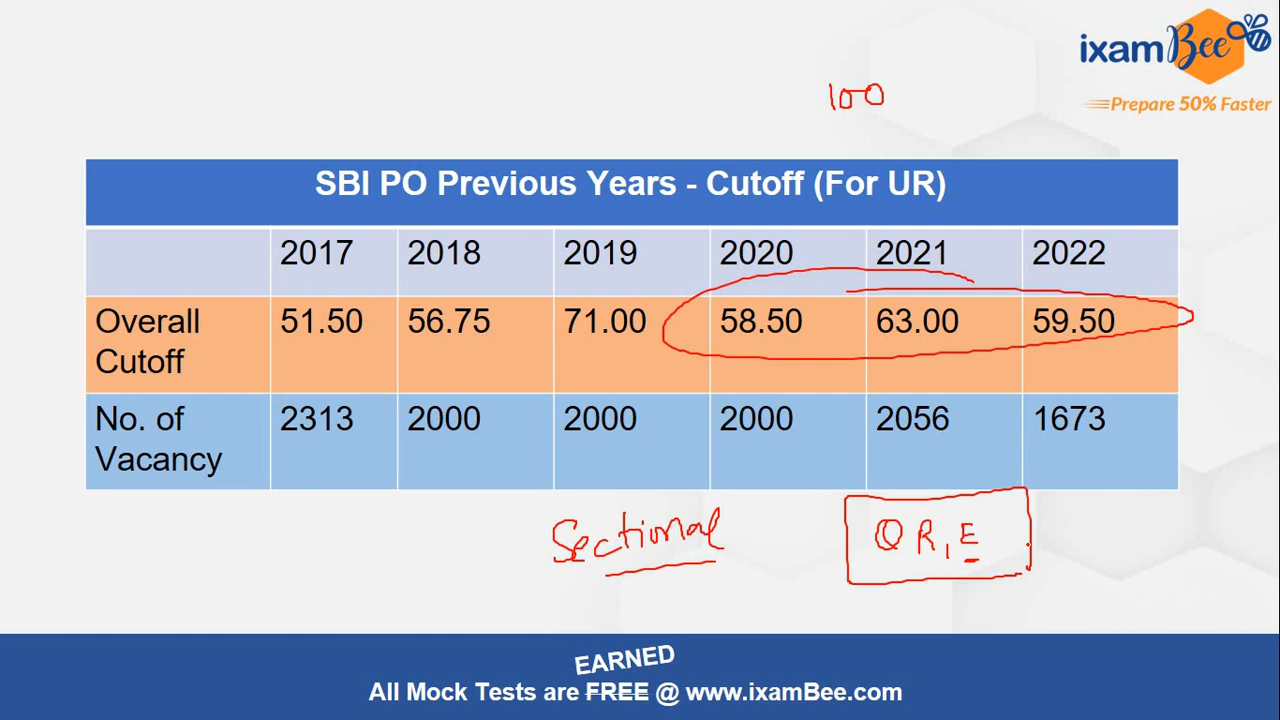 ixamBee
Prepare 50% Faster
100
SBI PO Previous Years - Cutoff (For UR)
2017 2018 2019 2020 2021 2022
Overall Cutoff 51.50 56.75 71.00 58.50 63.00 59.50
No. of Vacancy 2313 2000 2000 2000 2056 1673
Sectional
Q R, E
EARNED
All Mock Tests are FREE @ www.ixamBee.com